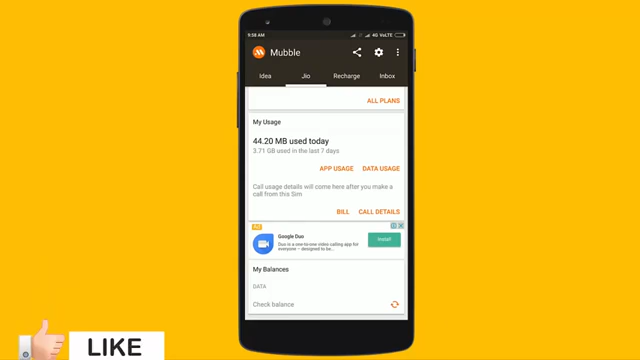 9:58 AM
4G VoLTE
Mubble
Idea
Jio
Recharge
Inbox
ALL PLANS
My Usage
44.20 MB used today
3.71 GB used in the last 7 days
APP USAGE
DATA USAGE
Call usage details will come here after you make a
call from this Sim
BILL
CALL DETAILS
Ad
Google Duo
Duo is a one-to-one video calling app for
everyone – designed to be...
Install
My Balances
DATA
Check balance
LIKE